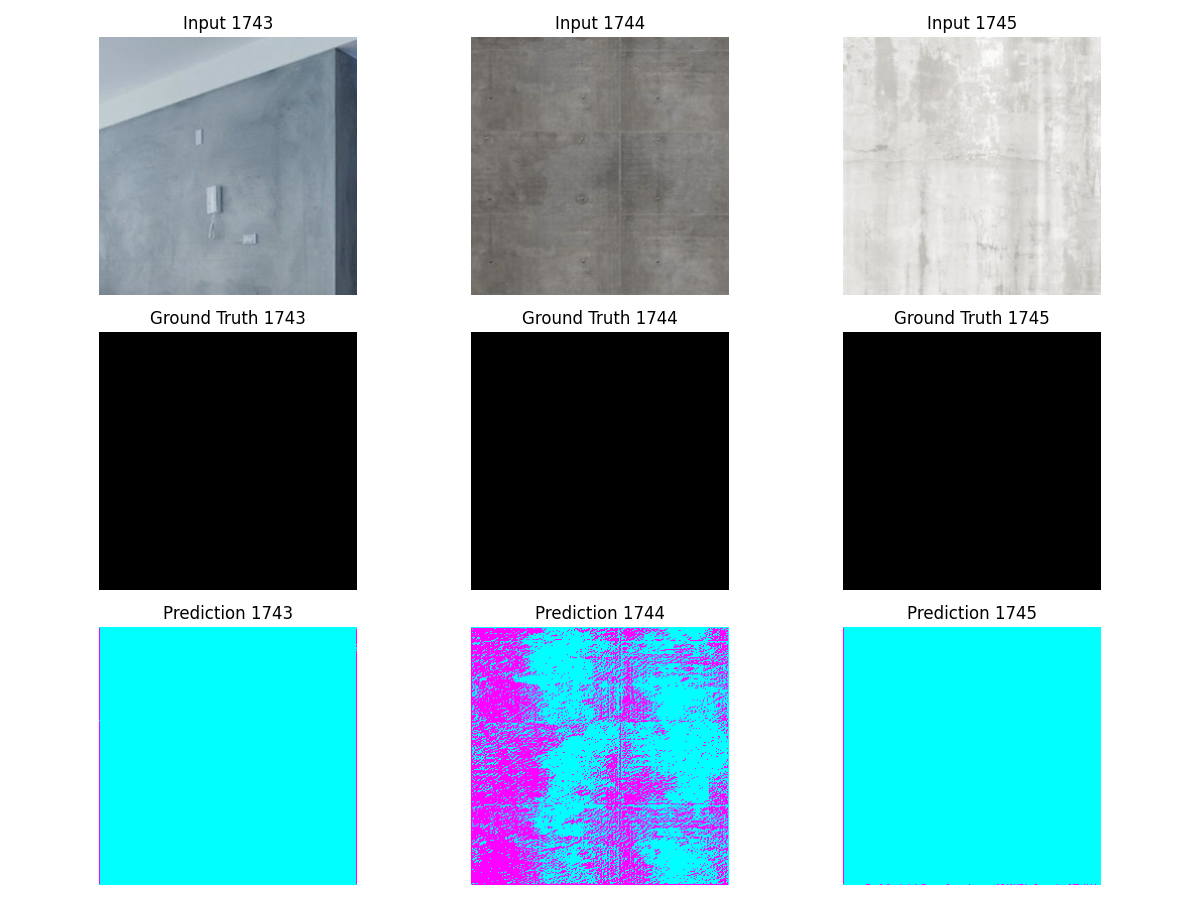 Input 1743
Input 1744
Input 1745
Ground Truth 1743
Ground Truth 1744
Ground Truth 1745
Prediction 1743
Prediction 1744
Prediction 1745